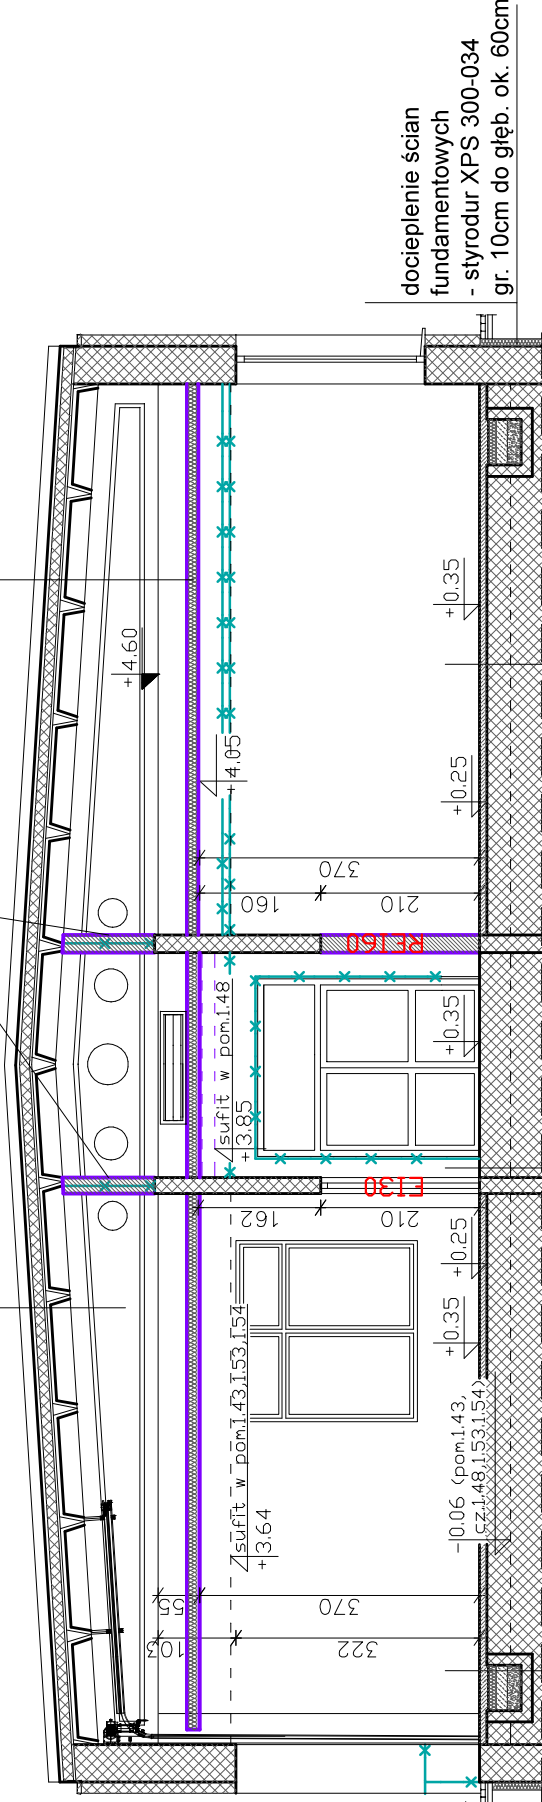 docieplenie ścian
fundamentowych
- styrodur XPS 300-034
gr. 10cm do głęb. ok. 60cm
+4.60
+0.35
+4.05
+0.25
370
160
210
REI60
sufit w pom.1.48
+3.85
+0.35
EI30
162
210
+0.25
+0.35
sufit w pom.1.43,1.53,1.54
+3.64
-0.06 (pom.1.43,
cz.1.48,1.53,1.54)
55
370
103
322